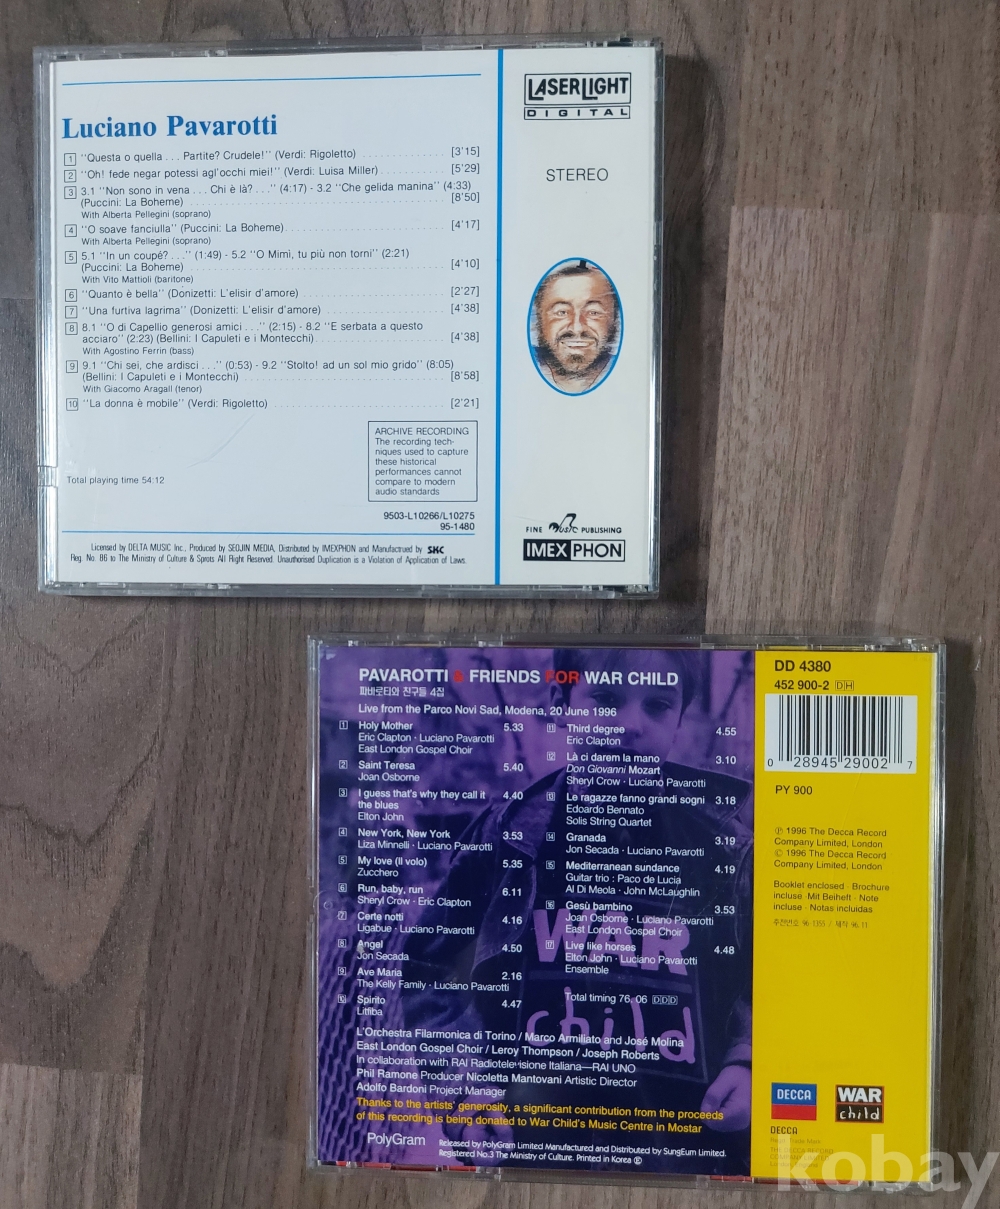 LASERLIGHT
DIGITAL
STEREO
Luciano Pavarotti
1 "Questa o quella . . . Partite? Crudele!" (Verdi: Rigoletto) [3'15]
2 "Oh! fede negar potessi agl'occhi miei!" (Verdi: Luisa Miller) [5'29]
3 3.1 "Non sono in vena . . . Chi è là? . . ." (4:17) - 3.2 "Che gelida manina" (4:33)
(Puccini: La Boheme) [8'50]
With Alberta Pellegini (soprano)
4 "O soave fanciulla" (Puccini: La Boheme) [4'17]
With Alberta Pellegini (soprano)
5 5.1 "In un coupé? . . ." (1:49) - 5.2 "O Mimì, tu più non torni" (2:21)
(Puccini: La Boheme) [4'10]
With Vito Mattioli (baritone)
6 "Quanto è bella" (Donizetti: L'elisir d'amore) [2'27]
7 "Una furtiva lagrima" (Donizetti: L'elisir d'amore) [4'38]
8 8.1 "O di Capellio generosi amici . . ." (2:15) - 8.2 "E serbata a questo
acciaro" (2:23) (Bellini: I Capuleti e i Montecchi) [4'38]
With Agostino Ferrin (bass)
9 9.1 "Chi sei, che ardisci . . ." (0:53) - 9.2 "Stolto! ad un sol mio grido" (8:05)
(Bellini: I Capuleti e i Montecchi) [8'58]
With Giacomo Aragall (tenor)
10 "La donna è mobile" (Verdi: Rigoletto) [2'21]
ARCHIVE RECORDING
The recording tech-
niques used to capture
these historical
performances cannot
compare to modern
audio standards
Total playing time 54:12
9503-L10266/L10275
95-1480
Licensed by DELTA MUSIC Inc., Produced by SEOJIN MEDIA, Distributed by IMEXPHON and Manufactrued by SKC
Reg. No. 86 to The Ministry of Culture & Sprots All Right Reserved. Unauthorised Duplication is a Violation of Application of Laws.
FINE MUSIC PUBLISHING
IMEX PHON
PAVAROTTI & FRIENDS FOR WAR CHILD
파바로티와 친구들 4집
Live from the Parco Novi Sad, Modena, 20 June 1996
1 Holy Mother 5.33
Eric Clapton · Luciano Pavarotti
East London Gospel Choir
2 Saint Teresa 5.40
Joan Osborne
3 I guess that's why they call it 4.40
the blues
Elton John
4 New York, New York 3.53
Liza Minnelli · Luciano Pavarotti
5 My love (Il volo) 5.35
Zucchero
6 Run, baby, run 6.11
Sheryl Crow · Eric Clapton
7 Certe notti 4.16
Ligabue · Luciano Pavarotti
8 Angel 4.50
Jon Secada
9 Ave Maria 2.16
The Kelly Family · Luciano Pavarotti
10 Spirito 4.47
Litfiba
11 Third degree 4.55
Eric Clapton
12 Là ci darem la mano 3.10
Don Giovanni Mozart
Sheryl Crow · Luciano Pavarotti
13 Le ragazze fanno grandi sogni 3.18
Edoardo Bennato
Solis String Quartet
14 Granada 3.19
Jon Secada · Luciano Pavarotti
15 Mediterranean sundance 4.19
Guitar trio : Paco de Lucia
Al Di Meola · John McLaughlin
16 Gesù bambino 3.53
Joan Osborne · Luciano Pavarotti
East London Gospel Choir
17 Live like horses 4.48
Elton John · Luciano Pavarotti
Ensemble
Total timing 76.06 DDD
WAR
child
L'Orchestra Filarmonica di Torino / Marco Armiliato and José Molina
East London Gospel Choir / Leroy Thompson / Joseph Roberts
In collaboration with RAI Radiotelevisione Italiana—RAI UNO
Phil Ramone Producer Nicoletta Mantovani Artistic Director
Adolfo Bardoni Project Manager
Thanks to the artists' generosity, a significant contribution from the proceeds
of this recording is being donated to War Child's Music Centre in Mostar
PolyGram
Released by PolyGram Limited Manufactured and Distributed by SungEum Limited.
Registered No.3 The Ministry of Culture. Printed in Korea Ⓚ
DD 4380
452 900-2 DH
0 28945 29002 7
PY 900
℗ 1996 The Decca Record
Company Limited, London
© 1996 The Decca Record
Company Limited, London
Booklet enclosed · Brochure
incluse · Mit Beiheft · Note
incluse · Notas incluidas
DECCA
WAR
child
DECCA
kobay